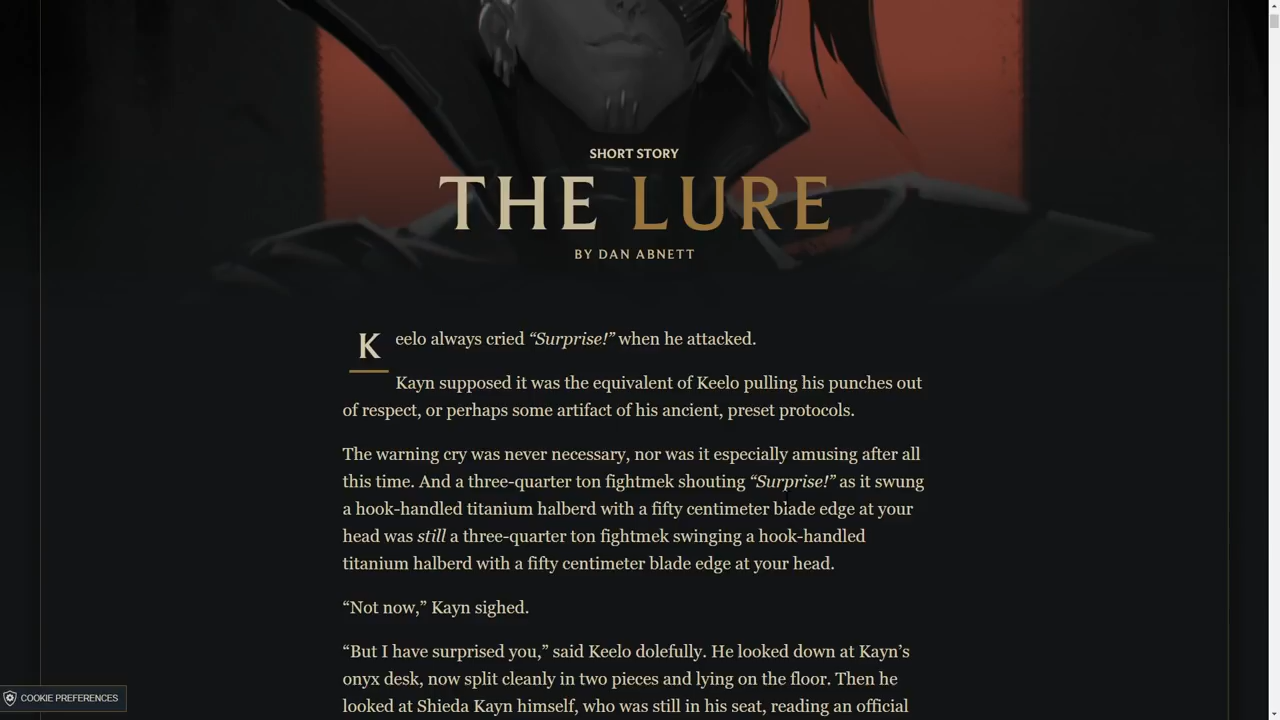 SHORT STORY
THE LURE
BY DAN ABNETT
Keelo always cried “Surprise!” when he attacked.
Kayn supposed it was the equivalent of Keelo pulling his punches out
of respect, or perhaps some artifact of his ancient, preset protocols.
The warning cry was never necessary, nor was it especially amusing after all
this time. And a three-quarter ton fightmek shouting “Surprise!” as it swung
a hook-handled titanium halberd with a fifty centimeter blade edge at your
head was still a three-quarter ton fightmek swinging a hook-handled
titanium halberd with a fifty centimeter blade edge at your head.
“Not now,” Kayn sighed.
“But I have surprised you,” said Keelo dolefully. He looked down at Kayn’s
onyx desk, now split cleanly in two pieces and lying on the floor. Then he
looked at Shieda Kayn himself, who was still in his seat, reading an official
COOKIE PREFERENCES